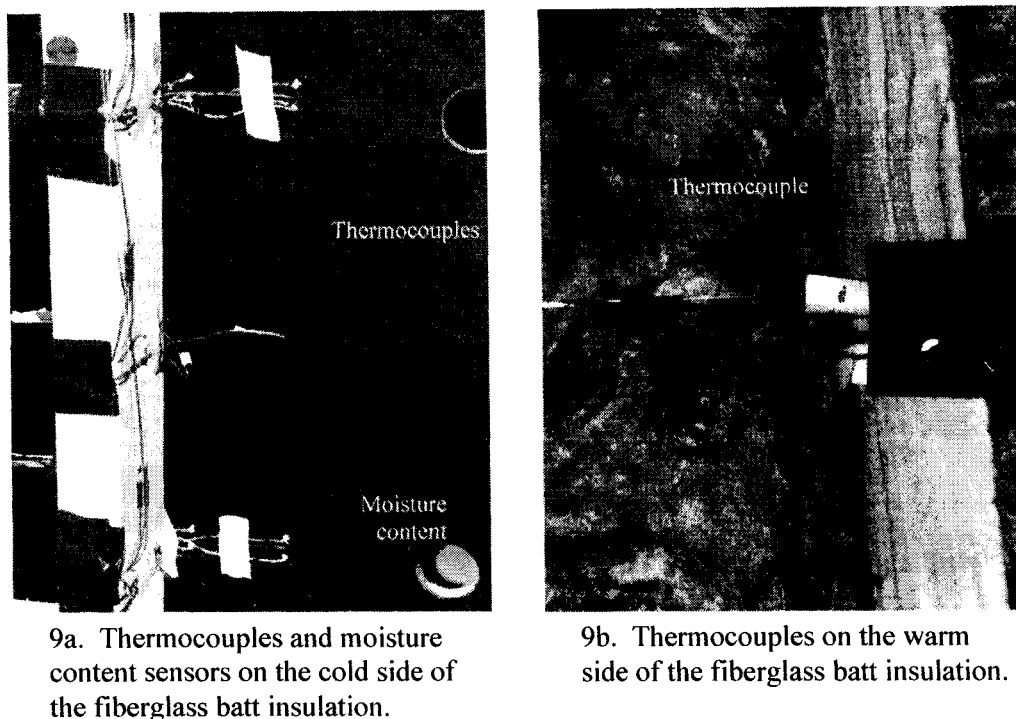 Thermocouples
Moisture
content
Thermocouple
9a. Thermocouples and moisture
content sensors on the cold side of
the fiberglass batt insulation.
9b. Thermocouples on the warm
side of the fiberglass batt insulation.